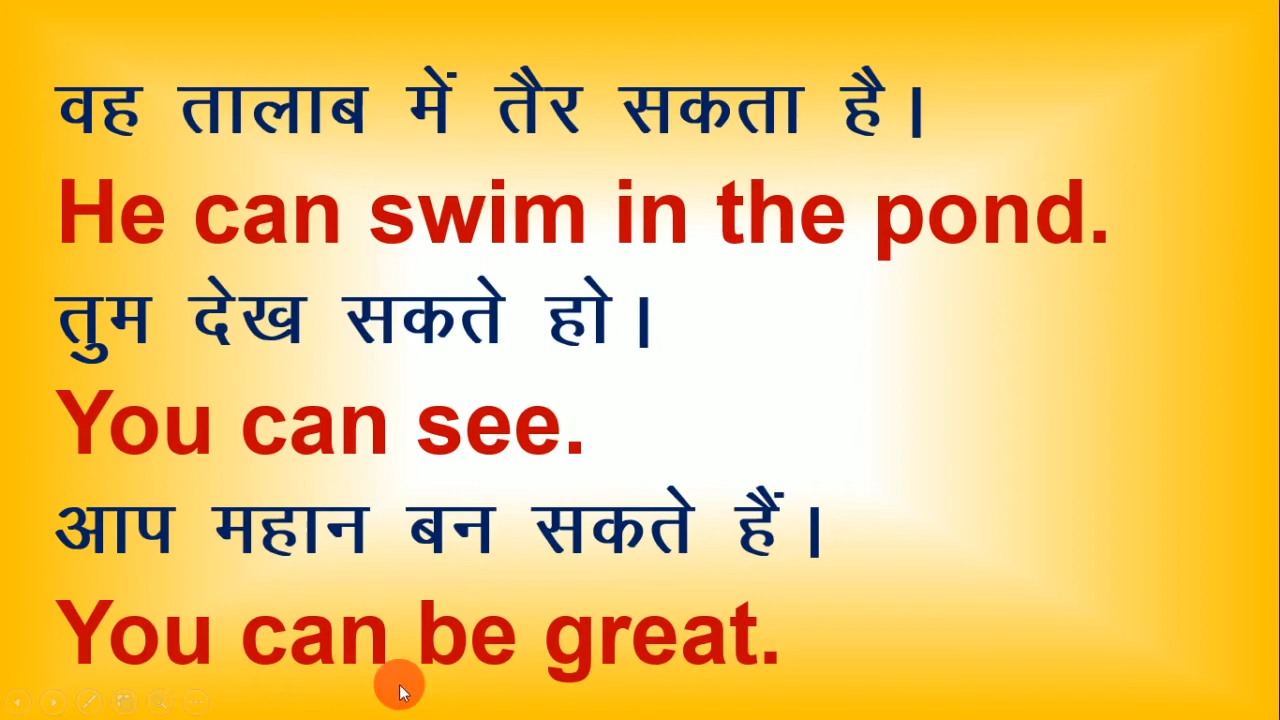 वह तालाब में तैर सकता है।
He can swim in the pond.
तुम देख सकते हो।
You can see.
आप महान बन सकते हैं।
You can be great.